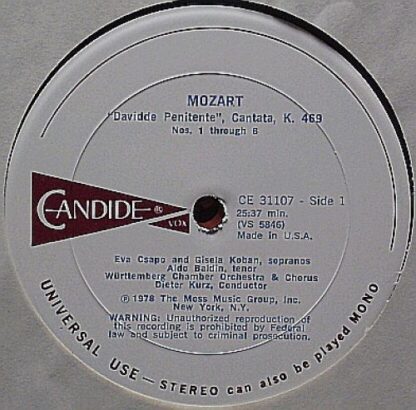 MOZART
"Davidde Penitente", Cantata, K. 469
Nos. 1 through 8
CANDIDE ®
VOX
CE 31107 - Side 1
25:37 min.
(VS 5846)
Made in U.S.A.
Eva Csapo and Gisela Koban, sopranos
Aldo Baldin, tenor
Württemberg Chamber Orchestra & Chorus
Dieter Kurz, Conductor
℗ 1978 The Moss Music Group, Inc.
New York, N.Y.
WARNING: Unauthorized reproduction of
this recording is prohibited by Federal
law and subject to criminal prosecution.
UNIVERSAL USE — STEREO can also be played MONO